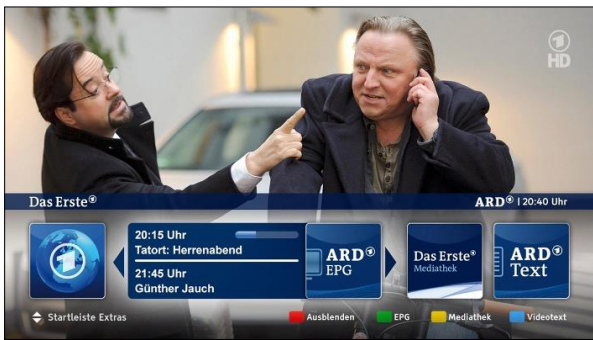 HD
Das Erste
ARD | 20:40 Uhr
20:15 Uhr
Tatort: Herrenabend
21:45 Uhr
Günther Jauch
ARD
EPG
Das Erste
Mediathek
ARD
Text
Startleiste Extras
Ausblenden
EPG
Mediathek
Videotext